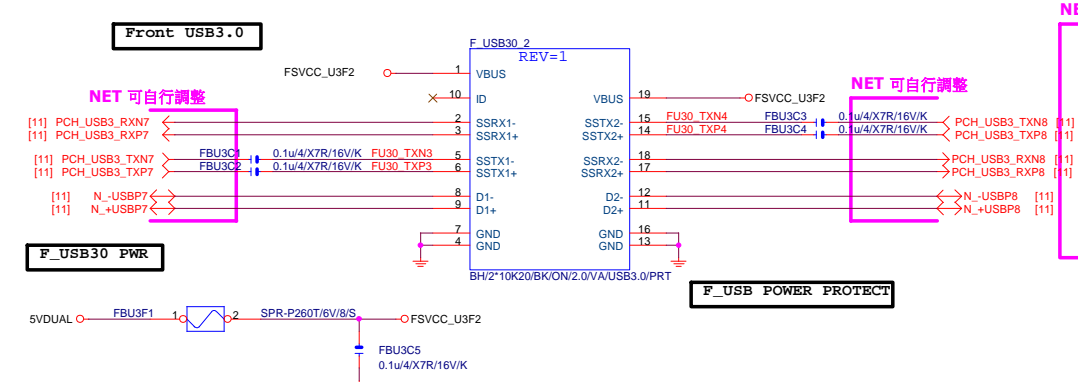 NE
Front USB3.0
F_USB30_2
REV=1
FSVCC_U3F2
1 VBUS
10 ID
VBUS 19
FSVCC_U3F2
NET 可自行調整
NET 可自行調整
[11] PCH_USB3_RXN7 2 SSRX1-
[11] PCH_USB3_RXP7 3 SSRX1+
SSTX2- 15 FU30_TXN4 FBU3C3 0.1u/4/X7R/16V/K PCH_USB3_TXN8 [11]
SSTX2+ 14 FU30_TXP4 FBU3C4 0.1u/4/X7R/16V/K PCH_USB3_TXP8 [11]
[11] PCH_USB3_TXN7 FBU3C1 0.1u/4/X7R/16V/K FU30_TXN3 5 SSTX1-
[11] PCH_USB3_TXP7 FBU3C2 0.1u/4/X7R/16V/K FU30_TXP3 6 SSTX1+
SSRX2- 18 PCH_USB3_RXN8 [11]
SSRX2+ 17 PCH_USB3_RXP8 [11]
[11] N_-USBP7 8 D1-
[11] N_+USBP7 9 D1+
D2- 12 N_-USBP8 [11]
D2+ 11 N_+USBP8 [11]
7 GND
4 GND
GND 16
GND 13
BH/2*10K20/BK/ON/2.0/VA/USB3.0/PRT
F_USB30 PWR
F_USB POWER PROTECT
5VDUAL FBU3F1 1 2 SPR-P260T/6V/8/S FSVCC_U3F2
FBU3C5
0.1u/4/X7R/16V/K